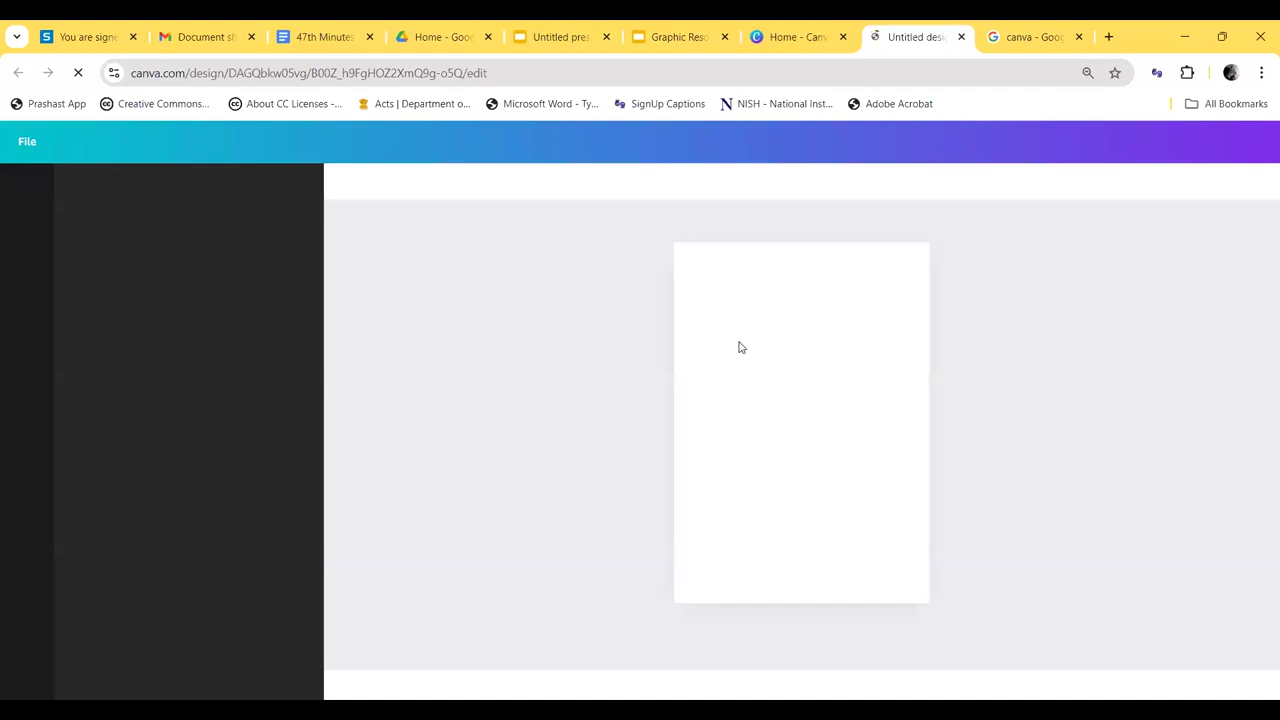 You are signe
Document sh
47th Minutes
Home - Goo
Untitled pres
Graphic Reso
Home - Canv
Untitled desi
canva - Goog
canva.com/design/DAGQbkw05vg/B00Z_h9FgHOZ2XmQ9g-o5Q/edit
Prashast App
Creative Commons...
About CC Licenses -...
Acts | Department o...
Microsoft Word - Ty...
SignUp Captions
NISH - National Inst...
Adobe Acrobat
All Bookmarks
File